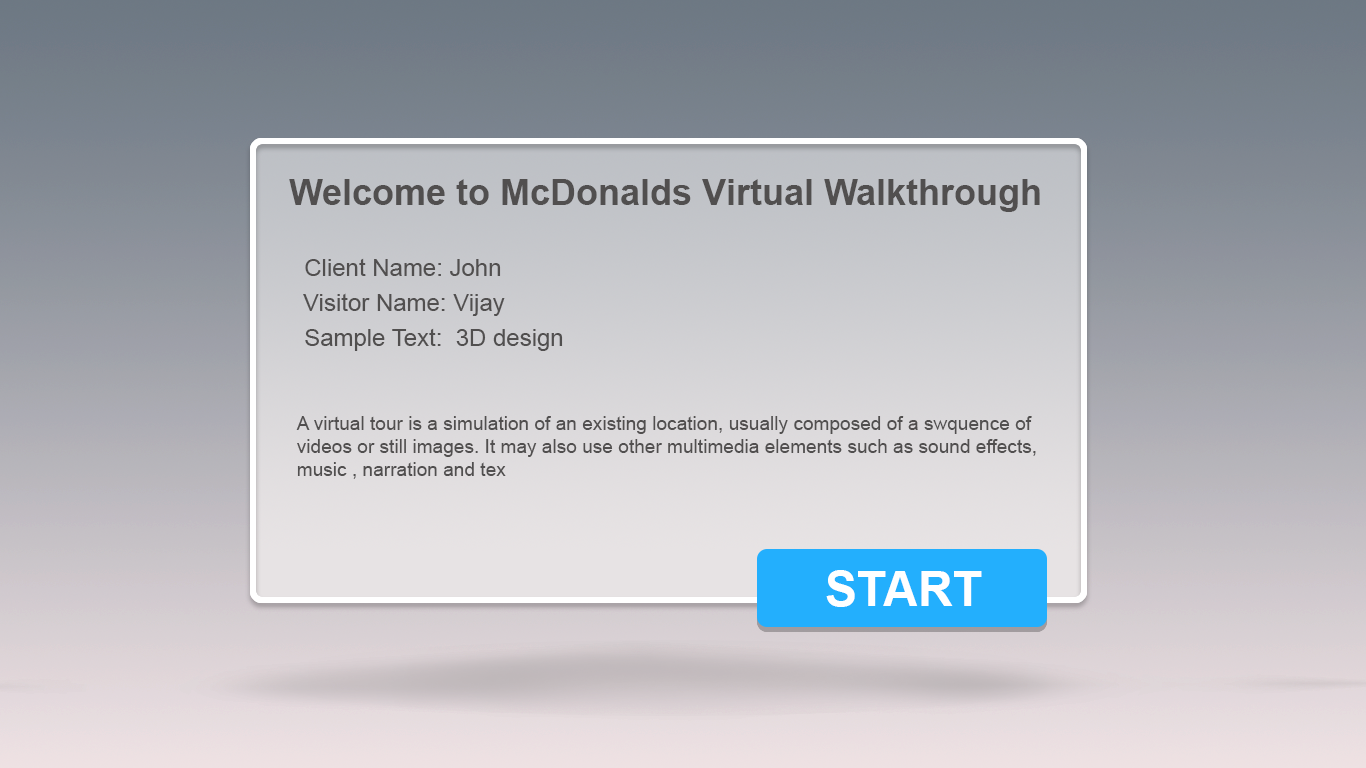 Welcome to McDonalds Virtual Walkthrough
Client Name: John
Visitor Name: Vijay
Sample Text: 3D design
A virtual tour is a simulation of an existing location, usually composed of a swquence of
videos or still images. It may also use other multimedia elements such as sound effects,
music , narration and tex
START